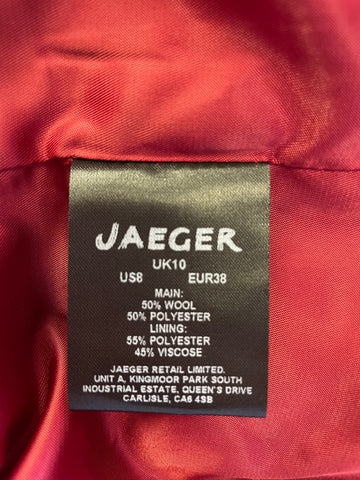 JAEGER
UK10
US8 EUR38
MAIN:
50% WOOL
50% POLYESTER
LINING:
55% POLYESTER
45% VISCOSE
JAEGER RETAIL LIMITED.
UNIT A, KINGMOOR PARK SOUTH
INDUSTRIAL ESTATE, QUEEN'S DRIVE
CARLISLE, CA6 4SB